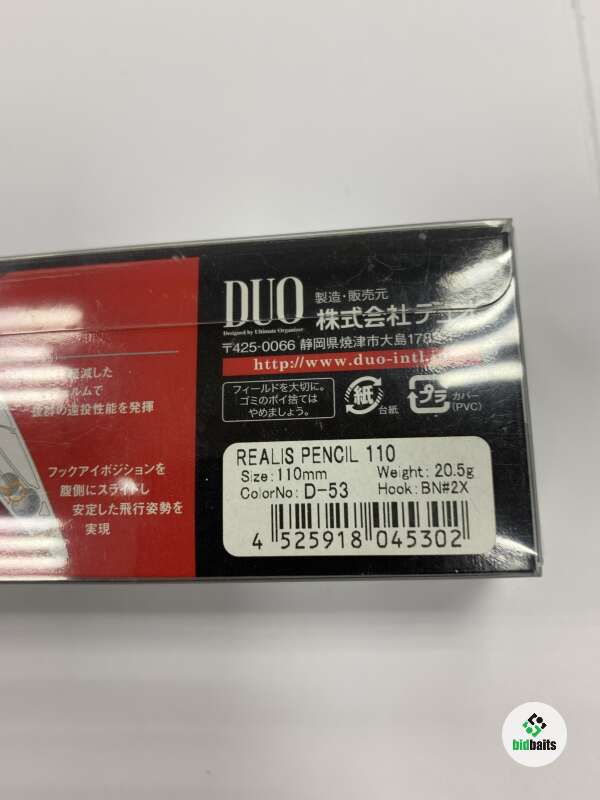 DUO
Designed by Ultimate Organizer
製造・販売元
株式会社デュオ
〒425-0066 静岡県焼津市大島178
http://www.duo-intl.
フィールドを大切に。
ゴミのポイ捨ては
やめましょう。
紙
台紙
プラ
カバー
(PVC)
減した
ルムで
の遠投性能を発揮
フックアイポジションを
腹側にスライドし
安定した飛行姿勢を
実現
REALIS PENCIL 110
Size:110mm Weight: 20.5g
ColorNo: D-53 Hook:BN#2X
4 525918 045302
bidbaits